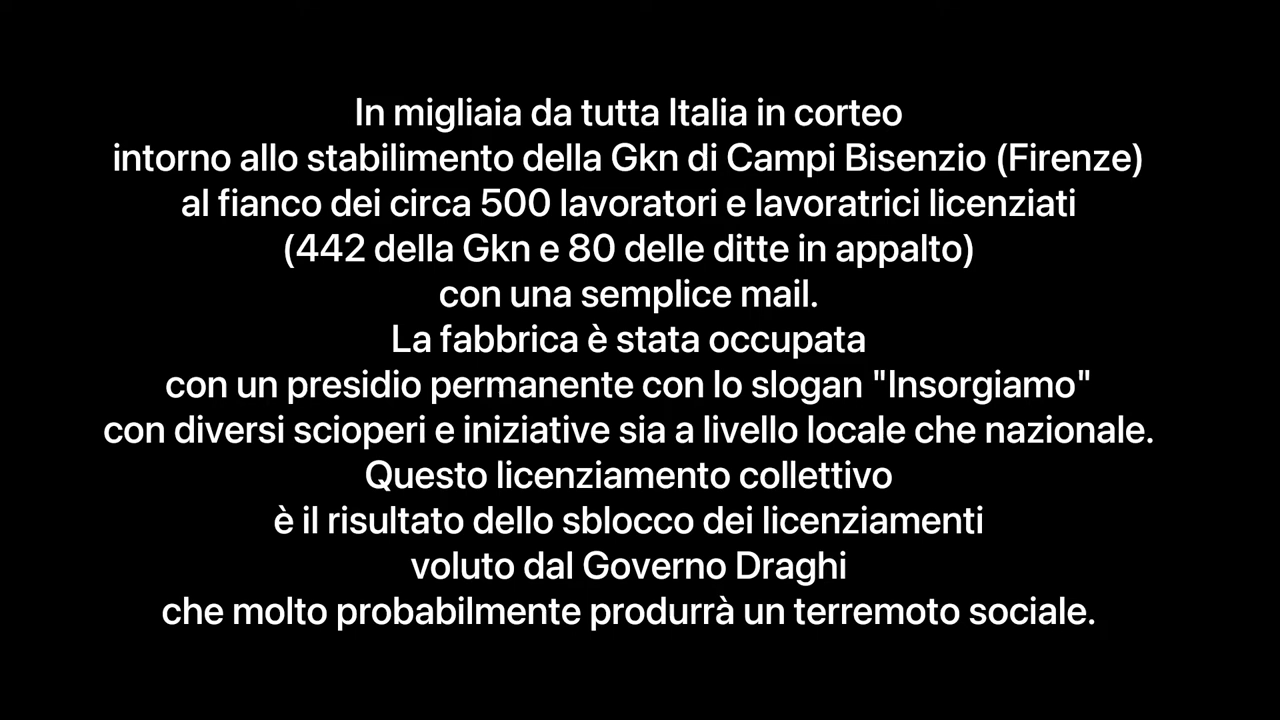 In migliaia da tutta Italia in corteo
intorno allo stabilimento della Gkn di Campi Bisenzio (Firenze)
al fianco dei circa 500 lavoratori e lavoratrici licenziati
(442 della Gkn e 80 delle ditte in appalto)
con una semplice mail.
La fabbrica è stata occupata
con un presidio permanente con lo slogan "Insorgiamo"
con diversi scioperi e iniziative sia a livello locale che nazionale.
Questo licenziamento collettivo
è il risultato dello sblocco dei licenziamenti
voluto dal Governo Draghi
che molto probabilmente produrrà un terremoto sociale.